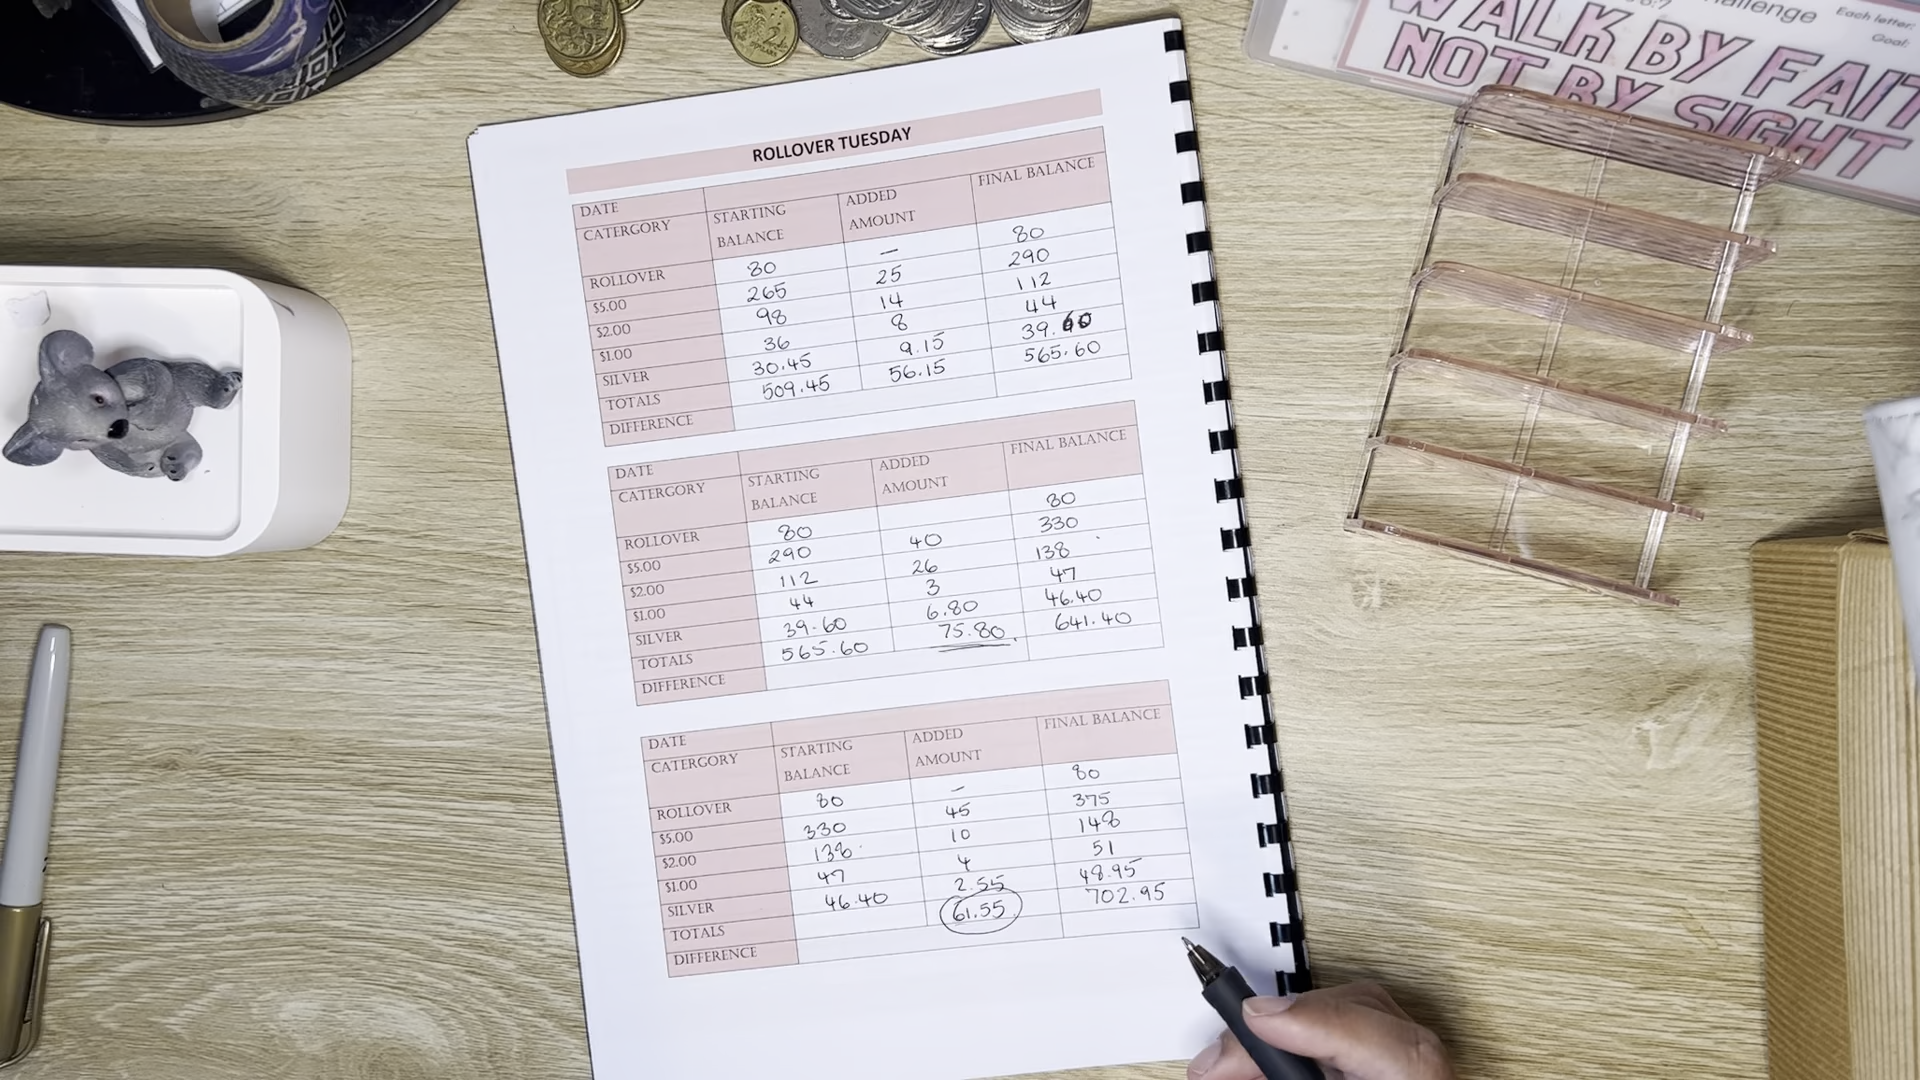 ROLLOVER TUESDAY
DATE
CATERGORY STARTING BALANCE ADDED AMOUNT FINAL BALANCE
ROLLOVER 80 — 80
$5.00 265 25 290
$2.00 98 14 112
$1.00 36 8 44
SILVER 30.45 9.15 39.60
TOTALS 509.45 56.15 565.60
DIFFERENCE
DATE
CATERGORY STARTING BALANCE ADDED AMOUNT FINAL BALANCE
ROLLOVER 80 80
$5.00 290 40 330
$2.00 112 26 138
$1.00 44 3 47
SILVER 39.60 6.80 46.40
TOTALS 565.60 75.80 641.40
DIFFERENCE
DATE
CATERGORY STARTING BALANCE ADDED AMOUNT FINAL BALANCE
ROLLOVER 80 — 80
$5.00 330 45 375
$2.00 138 10 148
$1.00 47 4 51
SILVER 46.40 2.55 48.95
TOTALS 61.55 702.95
DIFFERENCE
Each letter:
Goal:
WALK BY FAIT
NOT BY SIGHT